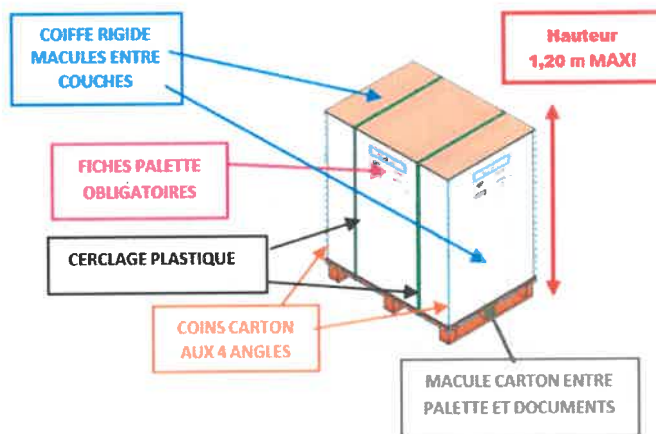 COIFFE RIGIDE
MACULES ENTRE
COUCHES
Hauteur
1,20 m MAXI
FICHES PALETTE
OBLIGATOIRES
CERCLAGE PLASTIQUE
COINS CARTON
AUX 4 ANGLES
MACULE CARTON ENTRE
PALETTE ET DOCUMENTS